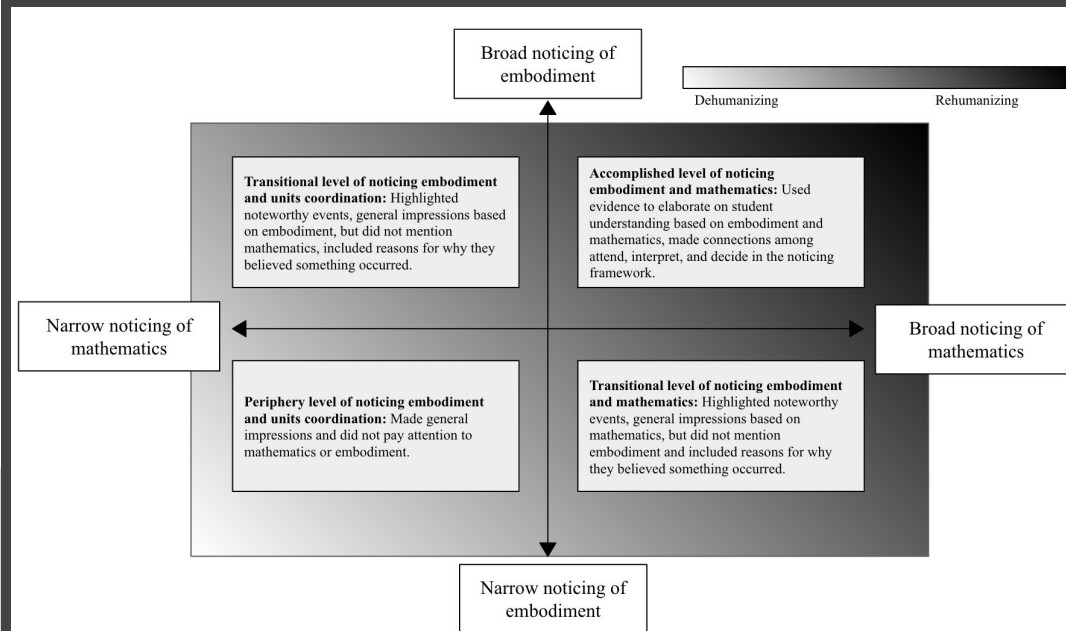 Broad noticing of
embodiment
Dehumanizing
Rehumanizing
Transitional level of noticing embodiment
and units coordination: Highlighted
noteworthy events, general impressions based
on embodiment, but did not mention
mathematics, included reasons for why they
believed something occurred.
Accomplished level of noticing
embodiment and mathematics: Used
evidence to elaborate on student
understanding based on embodiment and
mathematics, made connections among
attend, interpret, and decide in the noticing
framework.
Narrow noticing of
mathematics
Broad noticing of
mathematics
Periphery level of noticing embodiment
and units coordination: Made general
impressions and did not pay attention to
mathematics or embodiment.
Transitional level of noticing embodiment
and mathematics: Highlighted noteworthy
events, general impressions based on
mathematics, but did not mention
embodiment and included reasons for why
they believed something occurred.
Narrow noticing of
embodiment